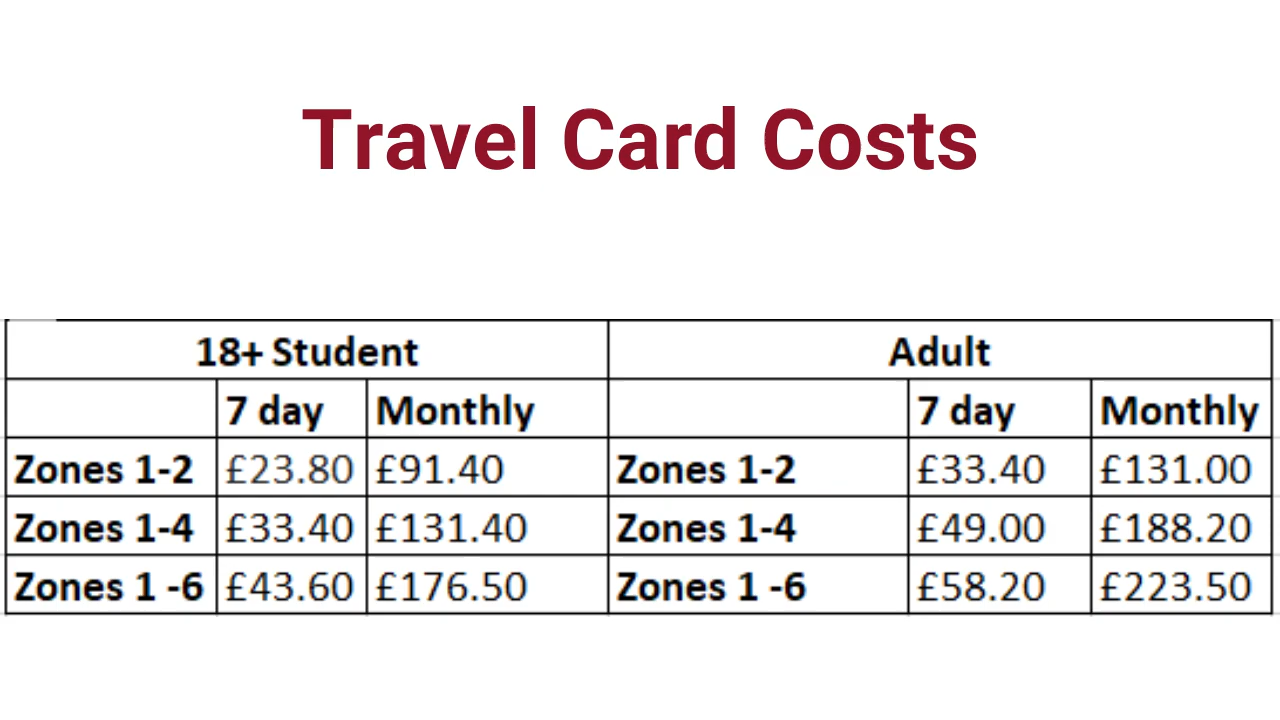 Travel Card Costs
18+ Student Adult
7 day Monthly 7 day Monthly
Zones 1-2 £23.80 £91.40 Zones 1-2 £33.40 £131.00
Zones 1-4 £33.40 £131.40 Zones 1-4 £49.00 £188.20
Zones 1 -6 £43.60 £176.50 Zones 1 -6 £58.20 £223.50